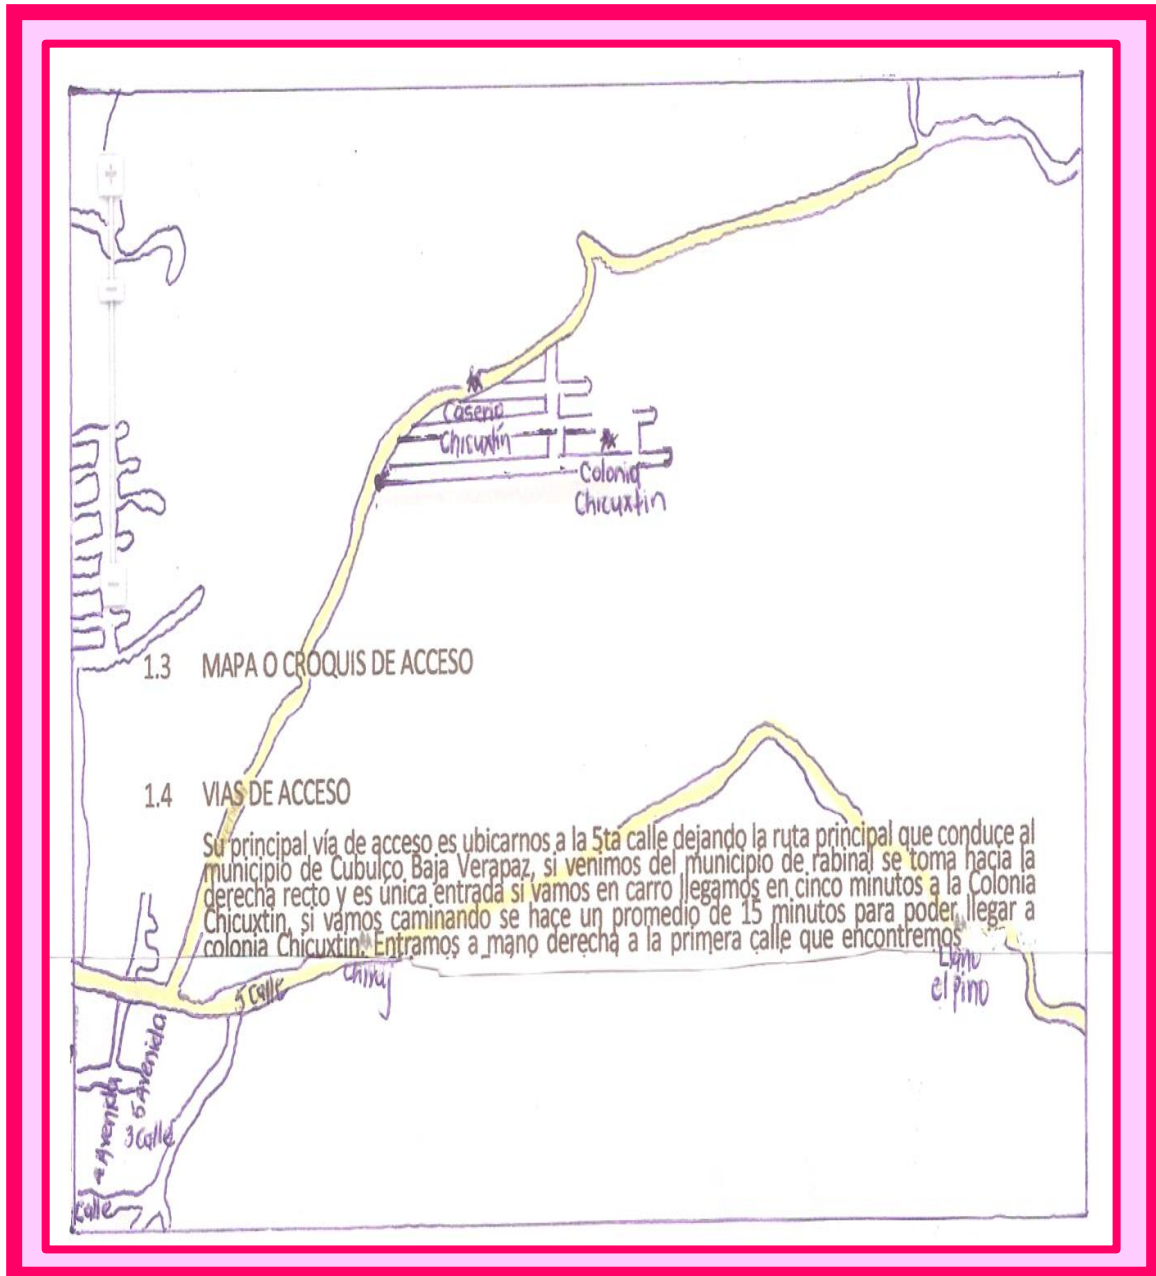 Caserio
Chicuxtín
Colonia
Chicuxtin
1.3 MAPA O CROQUIS DE ACCESO
1.4 VIAS DE ACCESO
Su principal vía de acceso es ubicarnos a la 5ta calle dejando la ruta principal que conduce al
municipio de Cubulco Baja Verapaz, si venimos del municipio de rabinal se toma hacia la
derecha recto y es única entrada si vamos en carro llegamos en cinco minutos a la Colonia
Chicuxtin, si vamos caminando se hace un promedio de 15 minutos para poder llegar a
colonia Chicuxtin. Entramos a mano derecha a la primera calle que encontremos
Llano
el pino
5 Calle
5 Avenida
4 Avenida
3 Calle
Calle